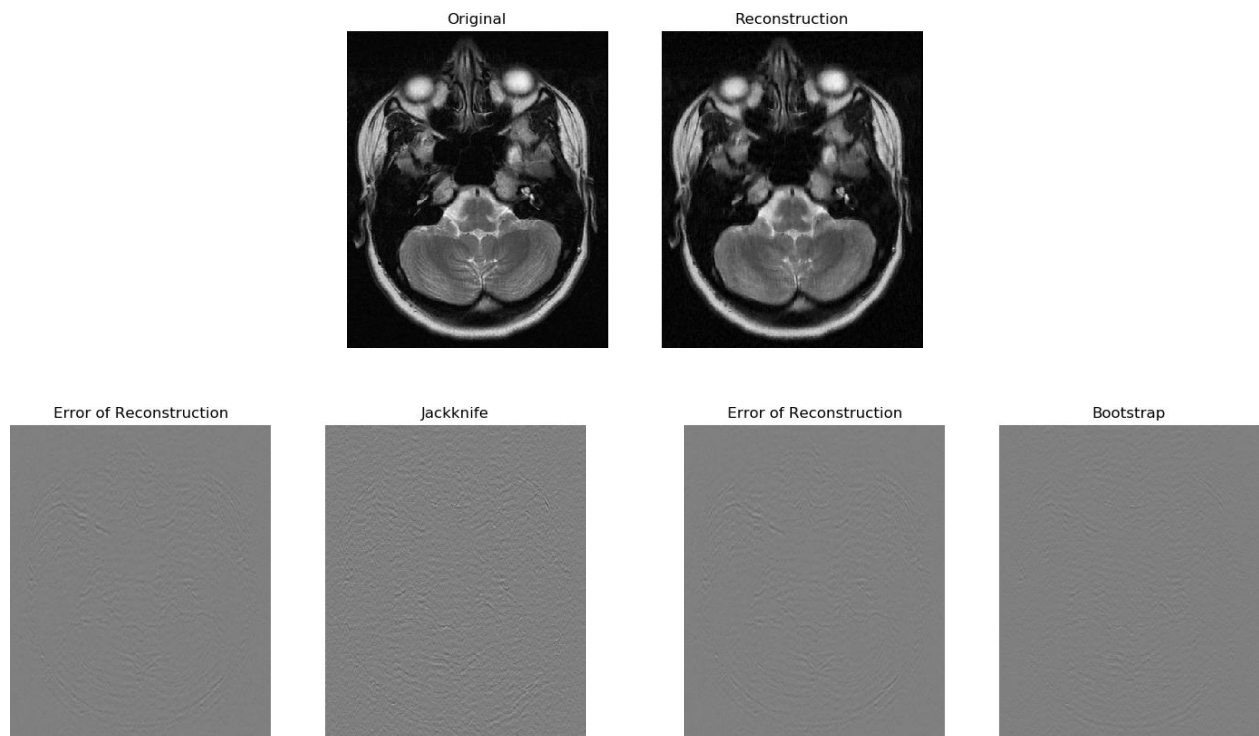 Original
Reconstruction
Error of Reconstruction
Jackknife
Error of Reconstruction
Bootstrap